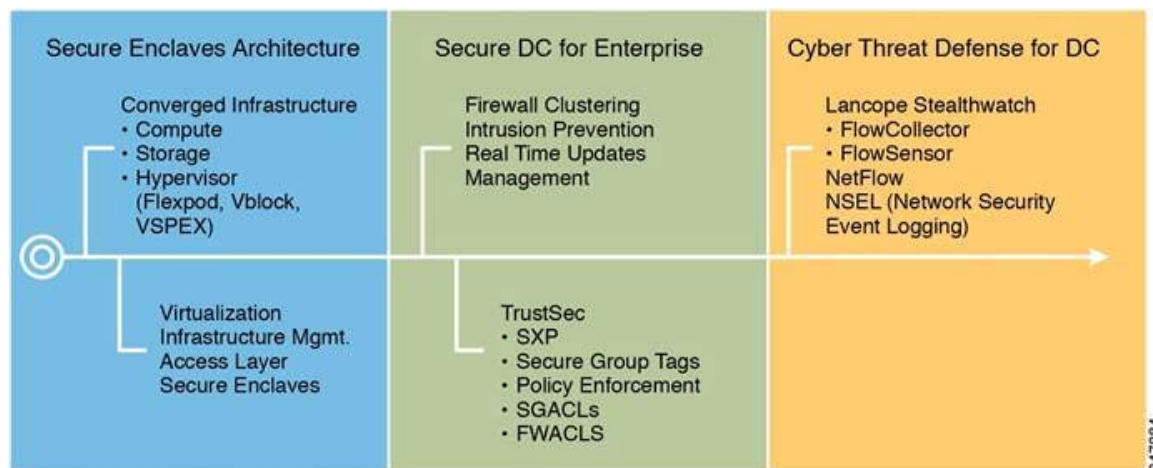 Secure Enclaves Architecture
Converged Infrastructure
• Compute
• Storage
• Hypervisor
(Flexpod, Vblock,
VSPEX)
Virtualization
Infrastructure Mgmt.
Access Layer
Secure Enclaves
Secure DC for Enterprise
Firewall Clustering
Intrusion Prevention
Real Time Updates
Management
TrustSec
• SXP
• Secure Group Tags
• Policy Enforcement
• SGACLs
• FWACLS
Cyber Threat Defense for DC
Lancope Stealthwatch
• FlowCollector
• FlowSensor
NetFlow
NSEL (Network Security
Event Logging)